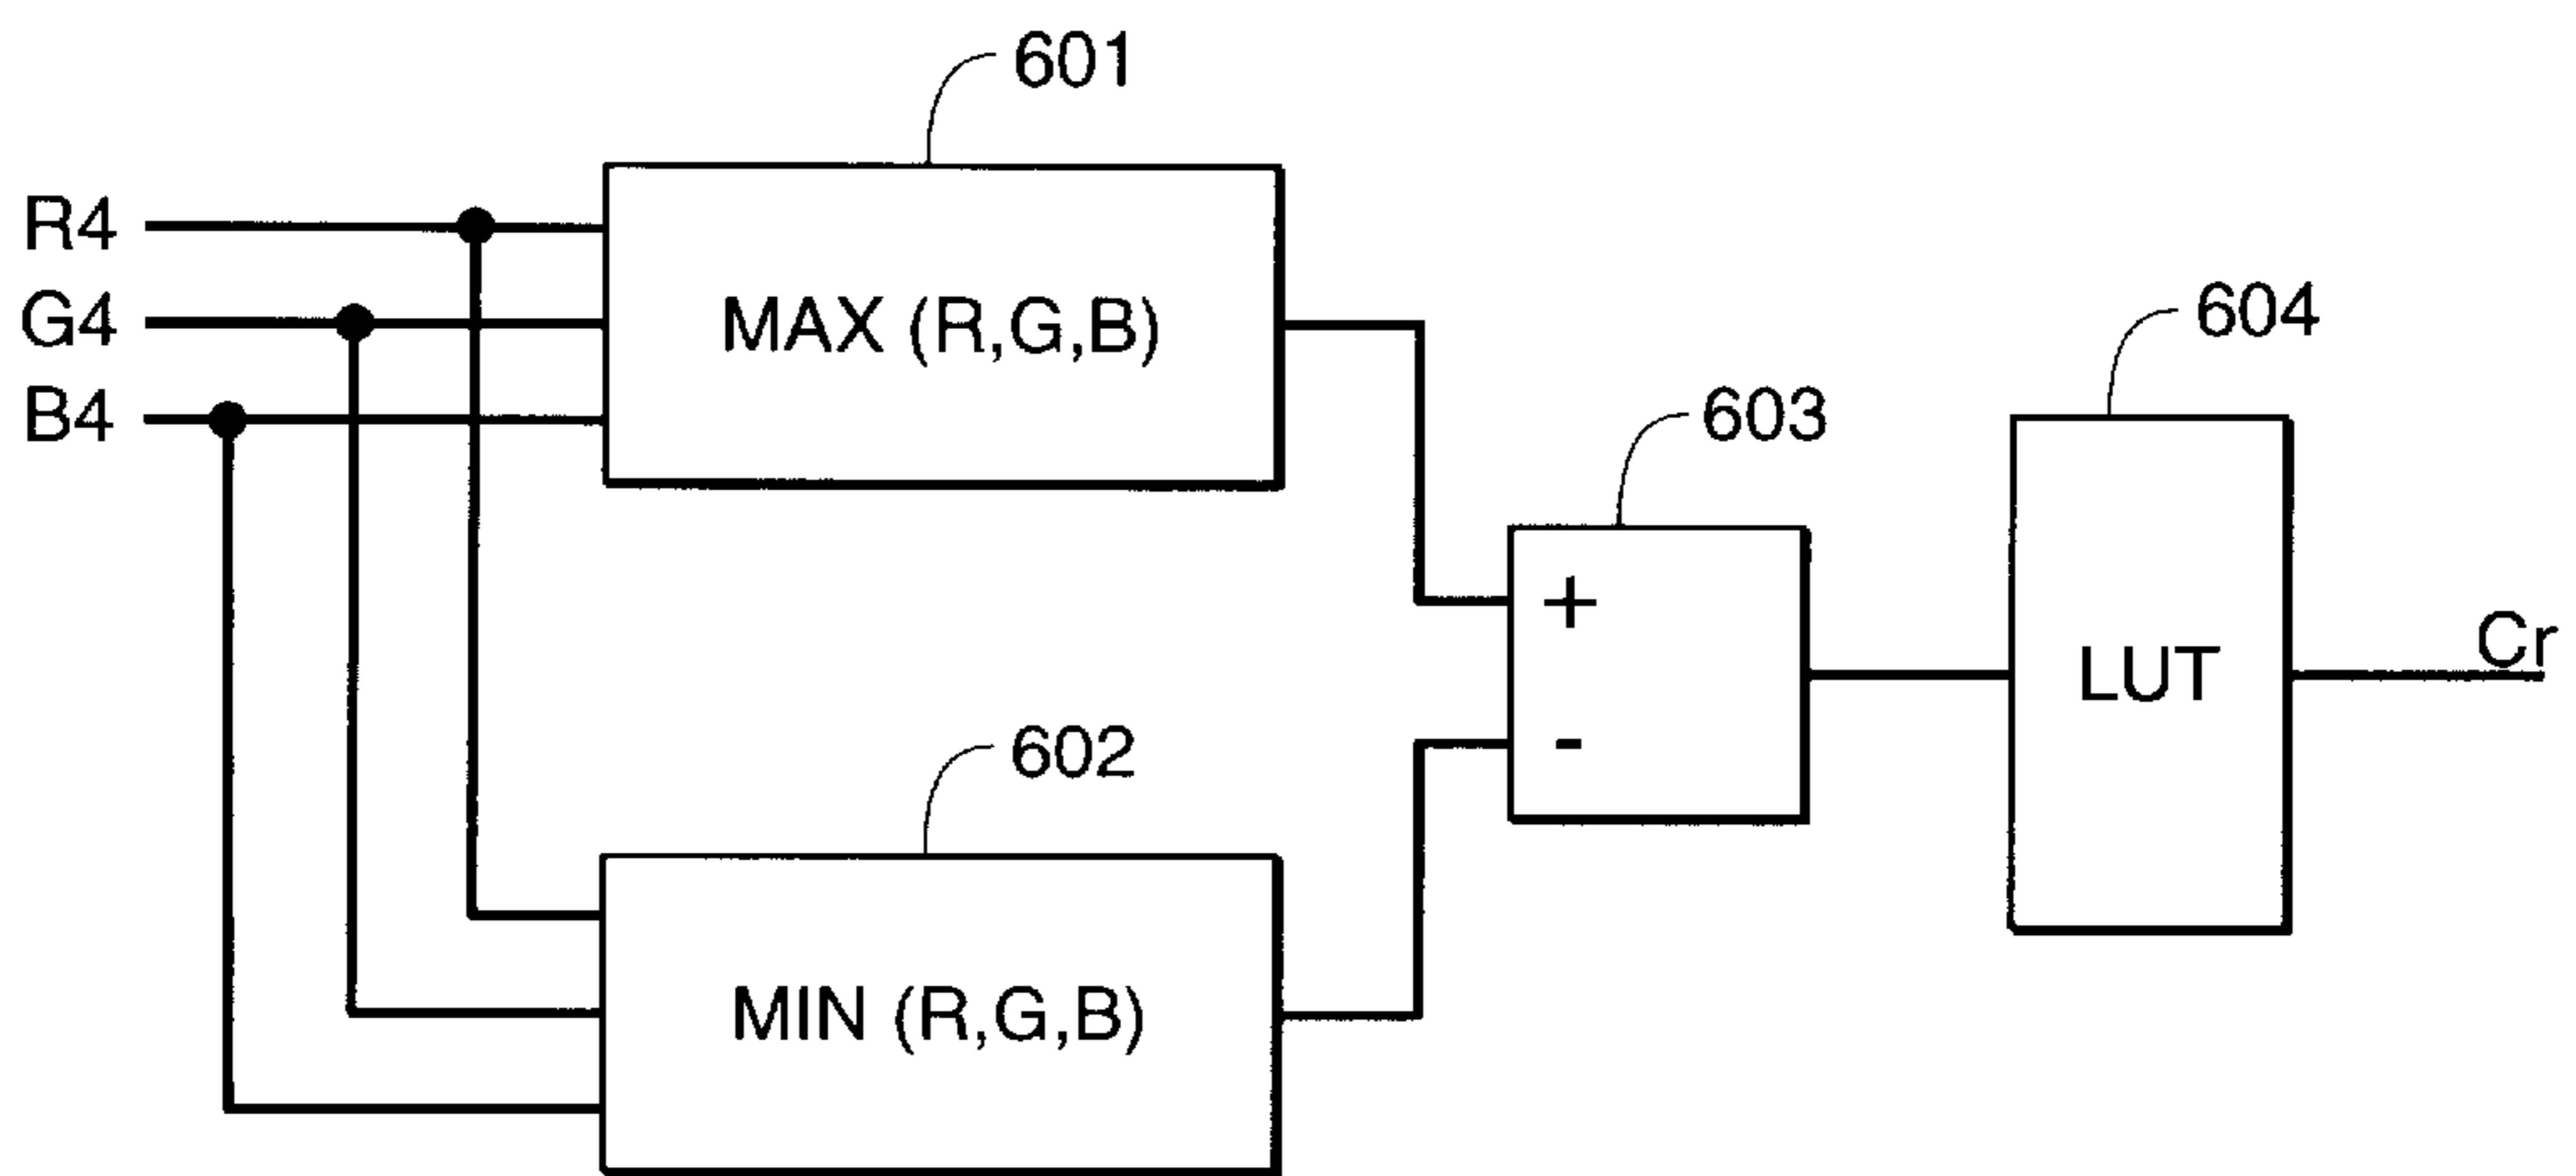 601
R4
G4
B4
MAX (R,G,B)
604
603
+
-
LUT
Cr
602
MIN (R,G,B)